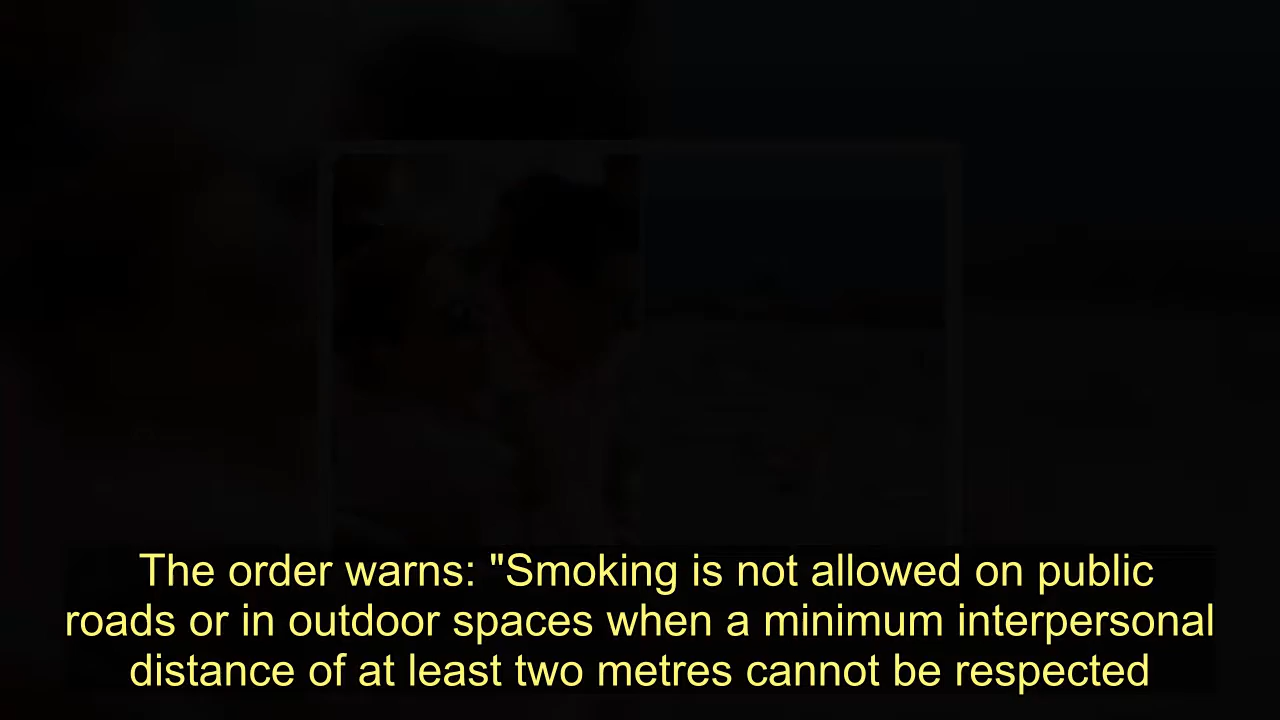 The order warns: "Smoking is not allowed on public
roads or in outdoor spaces when a minimum interpersonal
distance of at least two metres cannot be respected